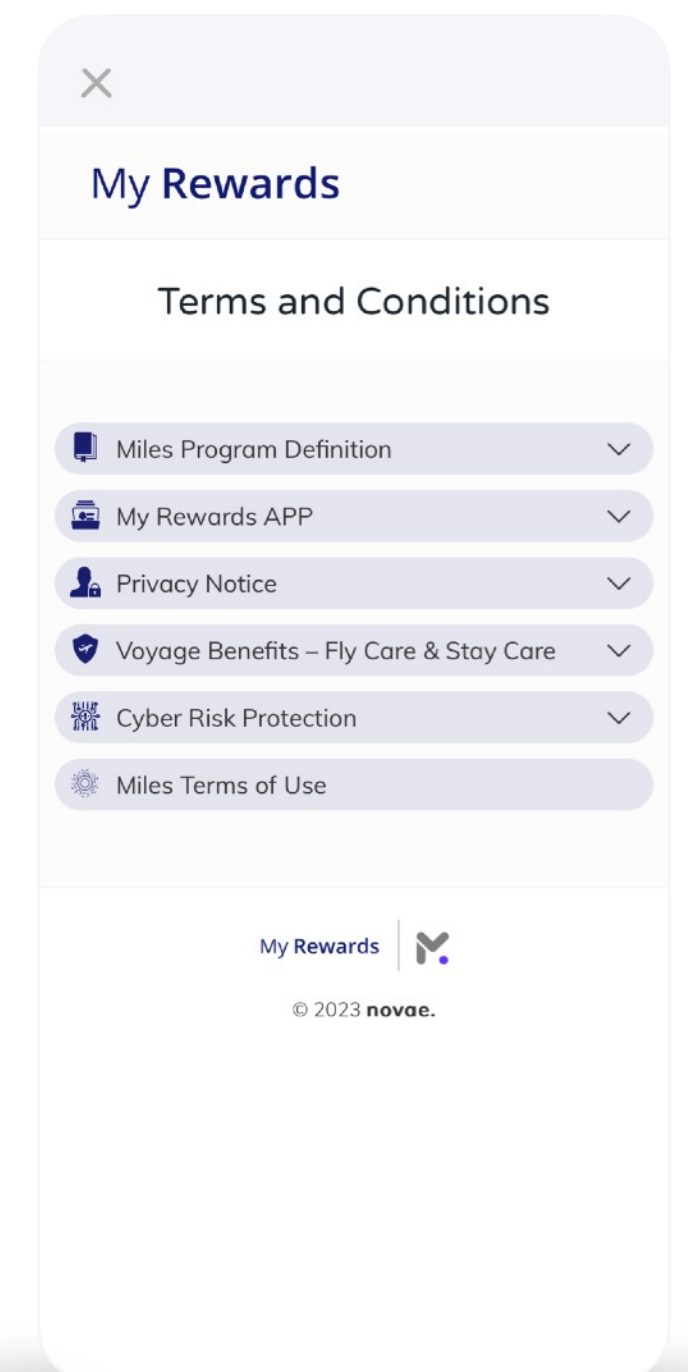 My Rewards
Terms and Conditions
Miles Program Definition
My Rewards APP
Privacy Notice
Voyage Benefits – Fly Care & Stay Care
Cyber Risk Protection
Miles Terms of Use
My Rewards
© 2023 novae.